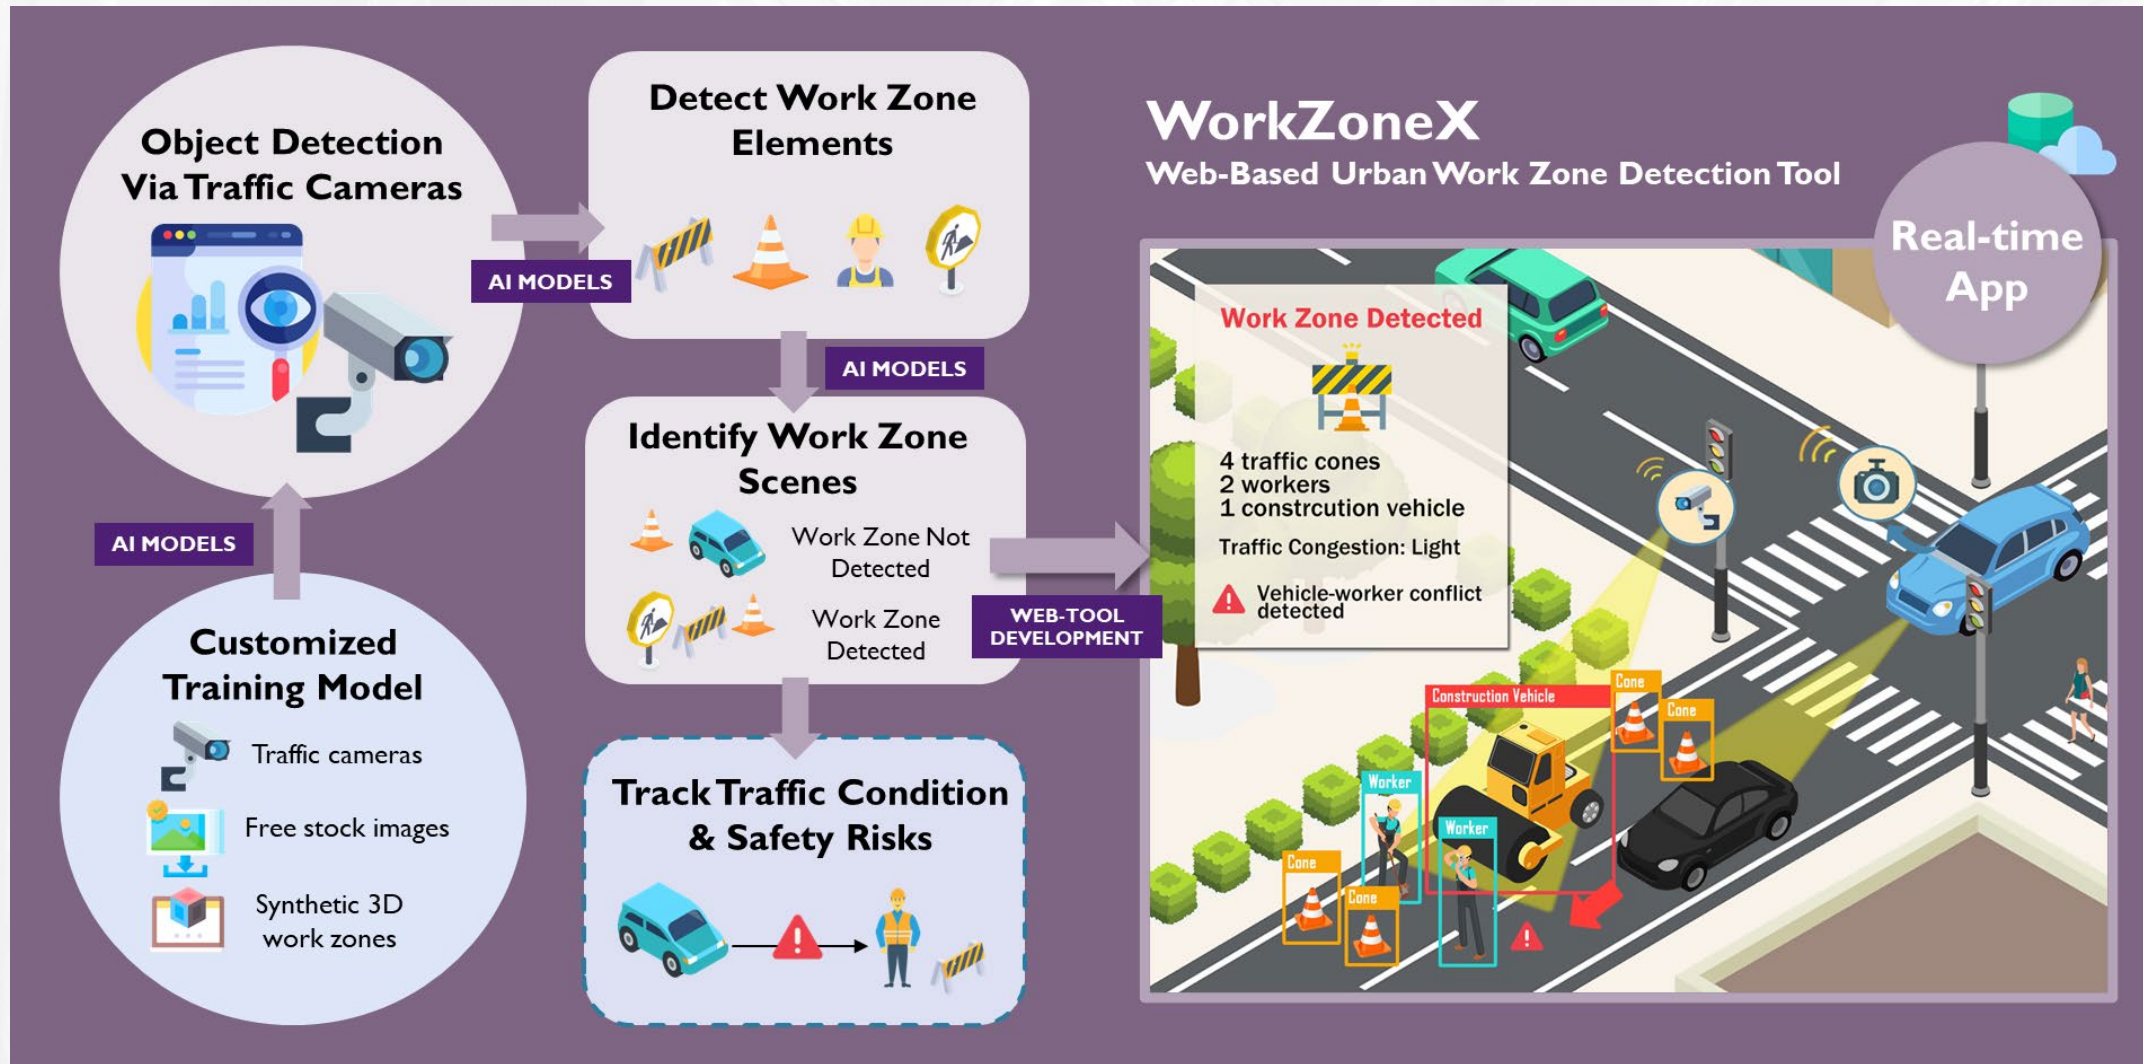 Object Detection
Via Traffic Cameras
AI MODELS
Customized
Training Model
Traffic cameras
Free stock images
Synthetic 3D
work zones
AI MODELS
Detect Work Zone
Elements
AI MODELS
Identify Work Zone
Scenes
Work Zone Not
Detected
Work Zone
Detected
WEB-TOOL
DEVELOPMENT
Track Traffic Condition
& Safety Risks
WorkZoneX
Web-Based Urban Work Zone Detection Tool
Real-time
App
Work Zone Detected
4 traffic cones
2 workers
1 constrcution vehicle
Traffic Congestion: Light
Vehicle-worker conflict
detected
Construction Vehicle
Cone
Cone
Worker
Worker
Cone
Cone